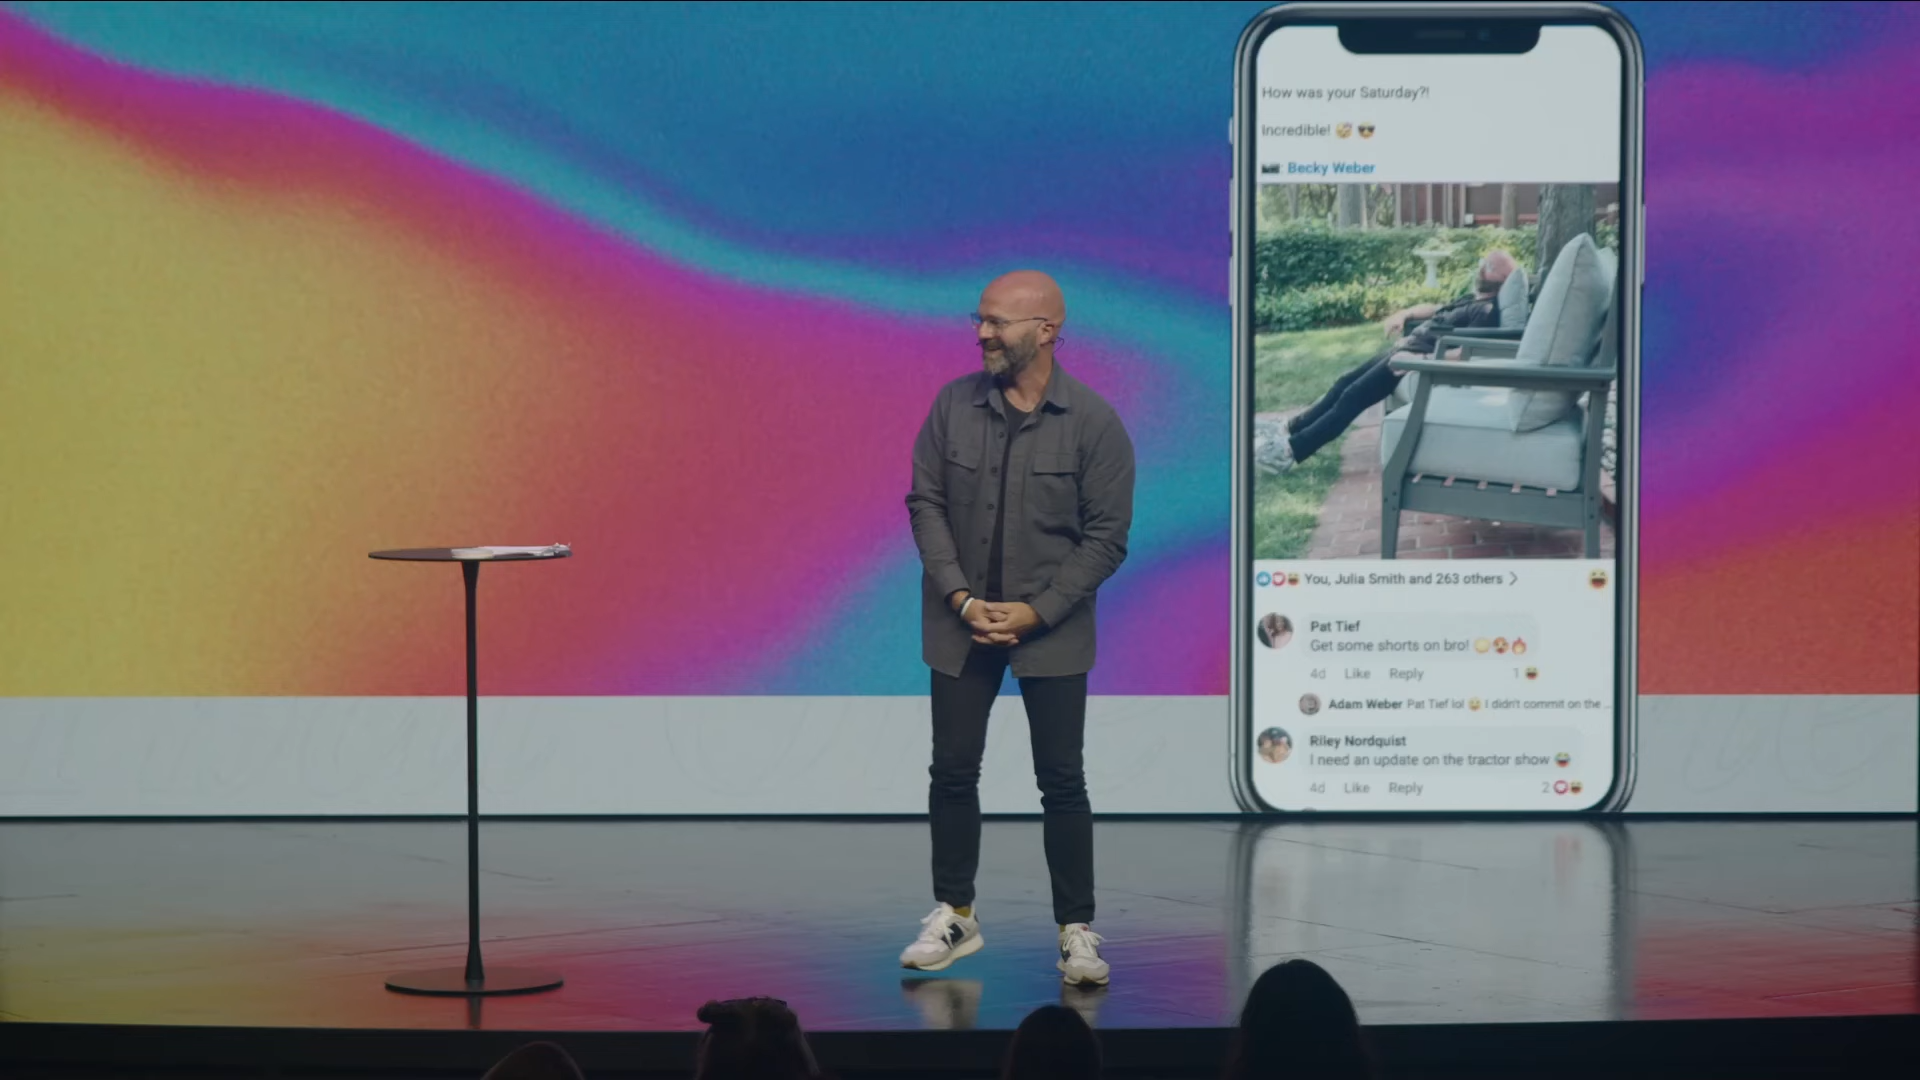 How was your Saturday?!
Incredible! 🤯 😎
📷: Becky Weber
You, Julia Smith and 263 others >
Pat Tief
Get some shorts on bro! 🌕🥵🔥
4d Like Reply 1
Adam Weber Pat Tief lol 😂 I didn't commit on the ...
Riley Nordquist
I need an update on the tractor show 😆
4d Like Reply 2